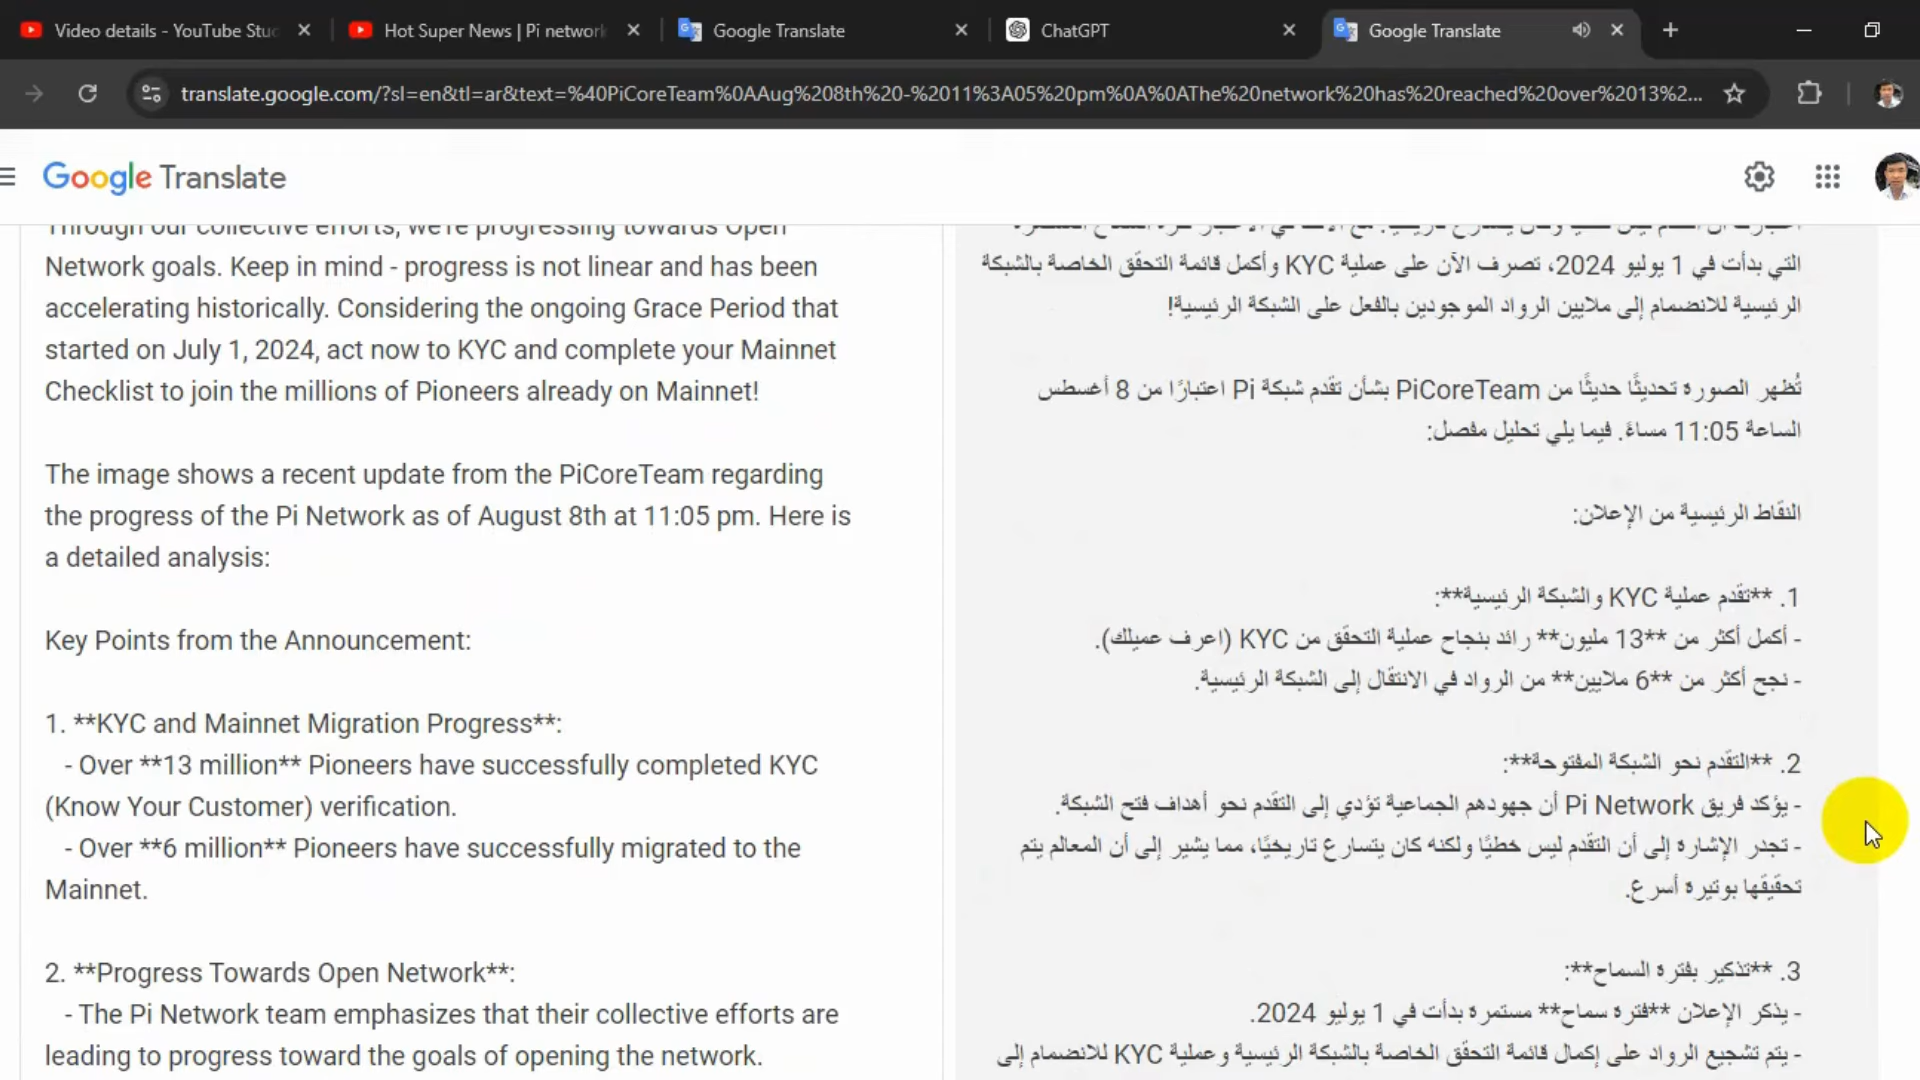 Video details - YouTube Stu
Hot Super News | Pi network
Google Translate
ChatGPT
Google Translate
translate.google.com/?sl=en&tl=ar&text=%40PiCoreTeam%0AAug%208th%20-%2011%3A05%20pm%0A%0AThe%20network%20has%20reached%20over%2013%2...
Google Translate
Through our collective efforts, we're progressing towards Open
Network goals. Keep in mind - progress is not linear and has been
accelerating historically. Considering the ongoing Grace Period that
started on July 1, 2024, act now to KYC and complete your Mainnet
Checklist to join the millions of Pioneers already on Mainnet!
The image shows a recent update from the PiCoreTeam regarding
the progress of the Pi Network as of August 8th at 11:05 pm. Here is
a detailed analysis:
Key Points from the Announcement:
1. **KYC and Mainnet Migration Progress**:
- Over **13 million** Pioneers have successfully completed KYC
(Know Your Customer) verification.
- Over **6 million** Pioneers have successfully migrated to the
Mainnet.
2. **Progress Towards Open Network**:
- The Pi Network team emphasizes that their collective efforts are
leading to progress toward the goals of opening the network.
التي بدأت في 1 يوليو 2024، تصرف الآن على عملية KYC وأكمل قائمة التحقق الخاصة بالشبكة
الرئيسية للانضمام إلى ملايين الرواد الموجودين بالفعل على الشبكة الرئيسية!
تُظهر الصورة تحديثًا حديثًا من PiCoreTeam بشأن تقدم شبكة Pi اعتبارًا من 8 أغسطس
الساعة 11:05 مساءً. فيما يلي تحليل مفصل:
النقاط الرئيسية من الإعلان:
1. **تقدم عملية KYC والشبكة الرئيسية**:
- أكمل أكثر من **13 مليون** رائد بنجاح عملية التحقق من KYC (اعرف عميلك).
- نجح أكثر من **6 ملايين** من الرواد في الانتقال إلى الشبكة الرئيسية.
2. **التقدم نحو الشبكة المفتوحة**:
- يؤكد فريق Pi Network أن جهودهم الجماعية تؤدي إلى التقدم نحو أهداف فتح الشبكة.
- تجدر الإشارة إلى أن التقدم ليس خطيًا ولكنه كان يتسارع تاريخيًا، مما يشير إلى أن المعالم يتم
تحقيقها بوتيرة أسرع.
3. **تذكير بفترة السماح**:
- يذكر الإعلان **فترة سماح** مستمرة بدأت في 1 يوليو 2024.
- يتم تشجيع الرواد على إكمال قائمة التحقق الخاصة بالشبكة الرئيسية وعملية KYC للانضمام إلى